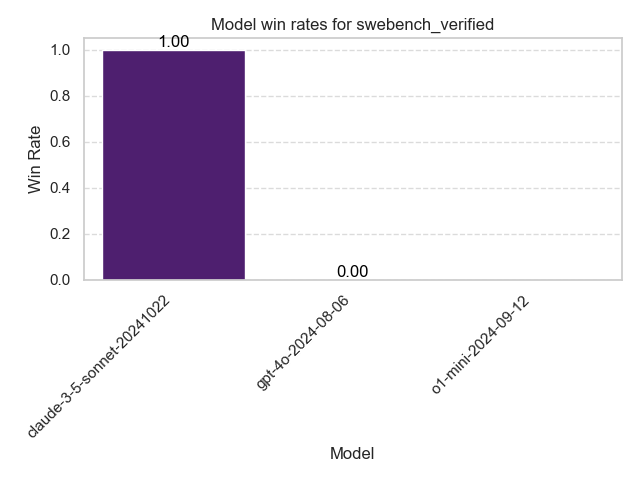 Model win rates for swebench_verified
Win Rate
1.0
0.8
0.6
0.4
0.2
0.0
1.00
0.00
claude-3-5-sonnet-20241022
gpt-4o-2024-08-06
o1-mini-2024-09-12
Model